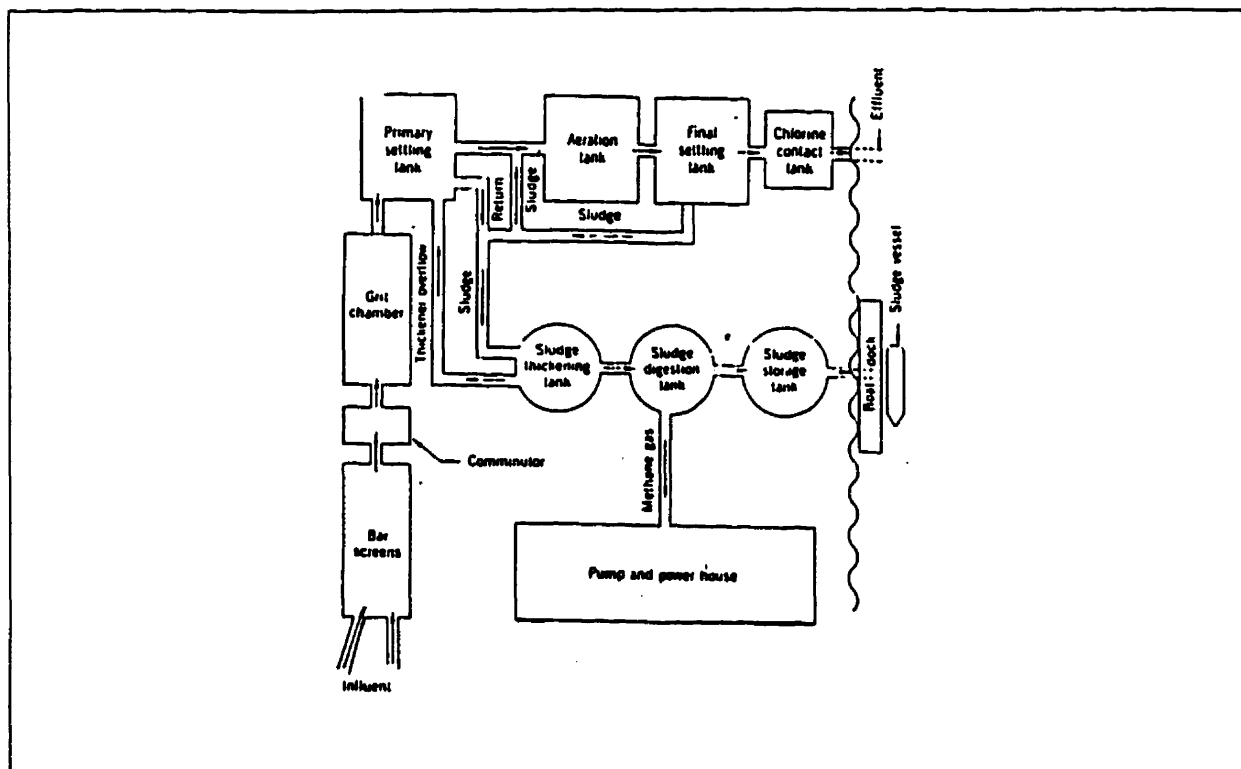 Primary
settling
tank
Aeration
tank
Final
settling
tank
Chlorine
contact
tank
Effluent
Return
Sludge
Sludge
Thickener overflow
Sludge
Grit
chamber
Sludge
thickening
tank
Sludge
digestion
tank
Sludge
storage
tank
dock
Sludge vessel
Comminutor
Methane gas
Bar
screens
Pump and power house
Influent